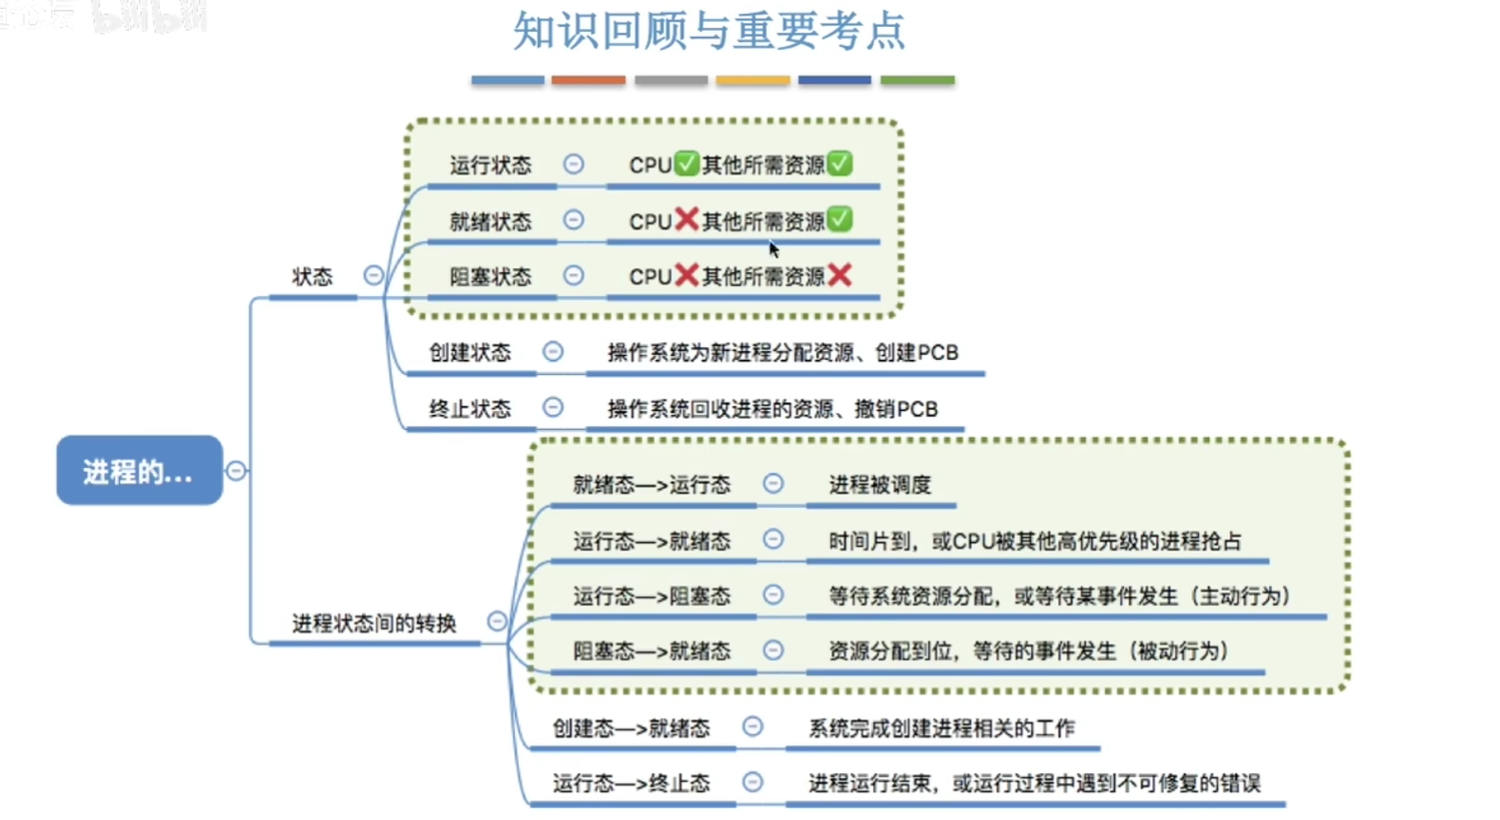 知识回顾与重要考点
运行状态 CPU✅其他所需资源✅
就绪状态 CPU❌其他所需资源✅
状态 阻塞状态 CPU❌其他所需资源❌
创建状态 操作系统为新进程分配资源、创建PCB
终止状态 操作系统回收进程的资源、撤销PCB
进程的...
就绪态—>运行态 进程被调度
运行态—>就绪态 时间片到，或CPU被其他高优先级的进程抢占
运行态—>阻塞态 等待系统资源分配，或等待某事件发生（主动行为）
进程状态间的转换 阻塞态—>就绪态 资源分配到位，等待的事件发生（被动行为）
创建态—>就绪态 系统完成创建进程相关的工作
运行态—>终止态 进程运行结束，或运行过程中遇到不可修复的错误